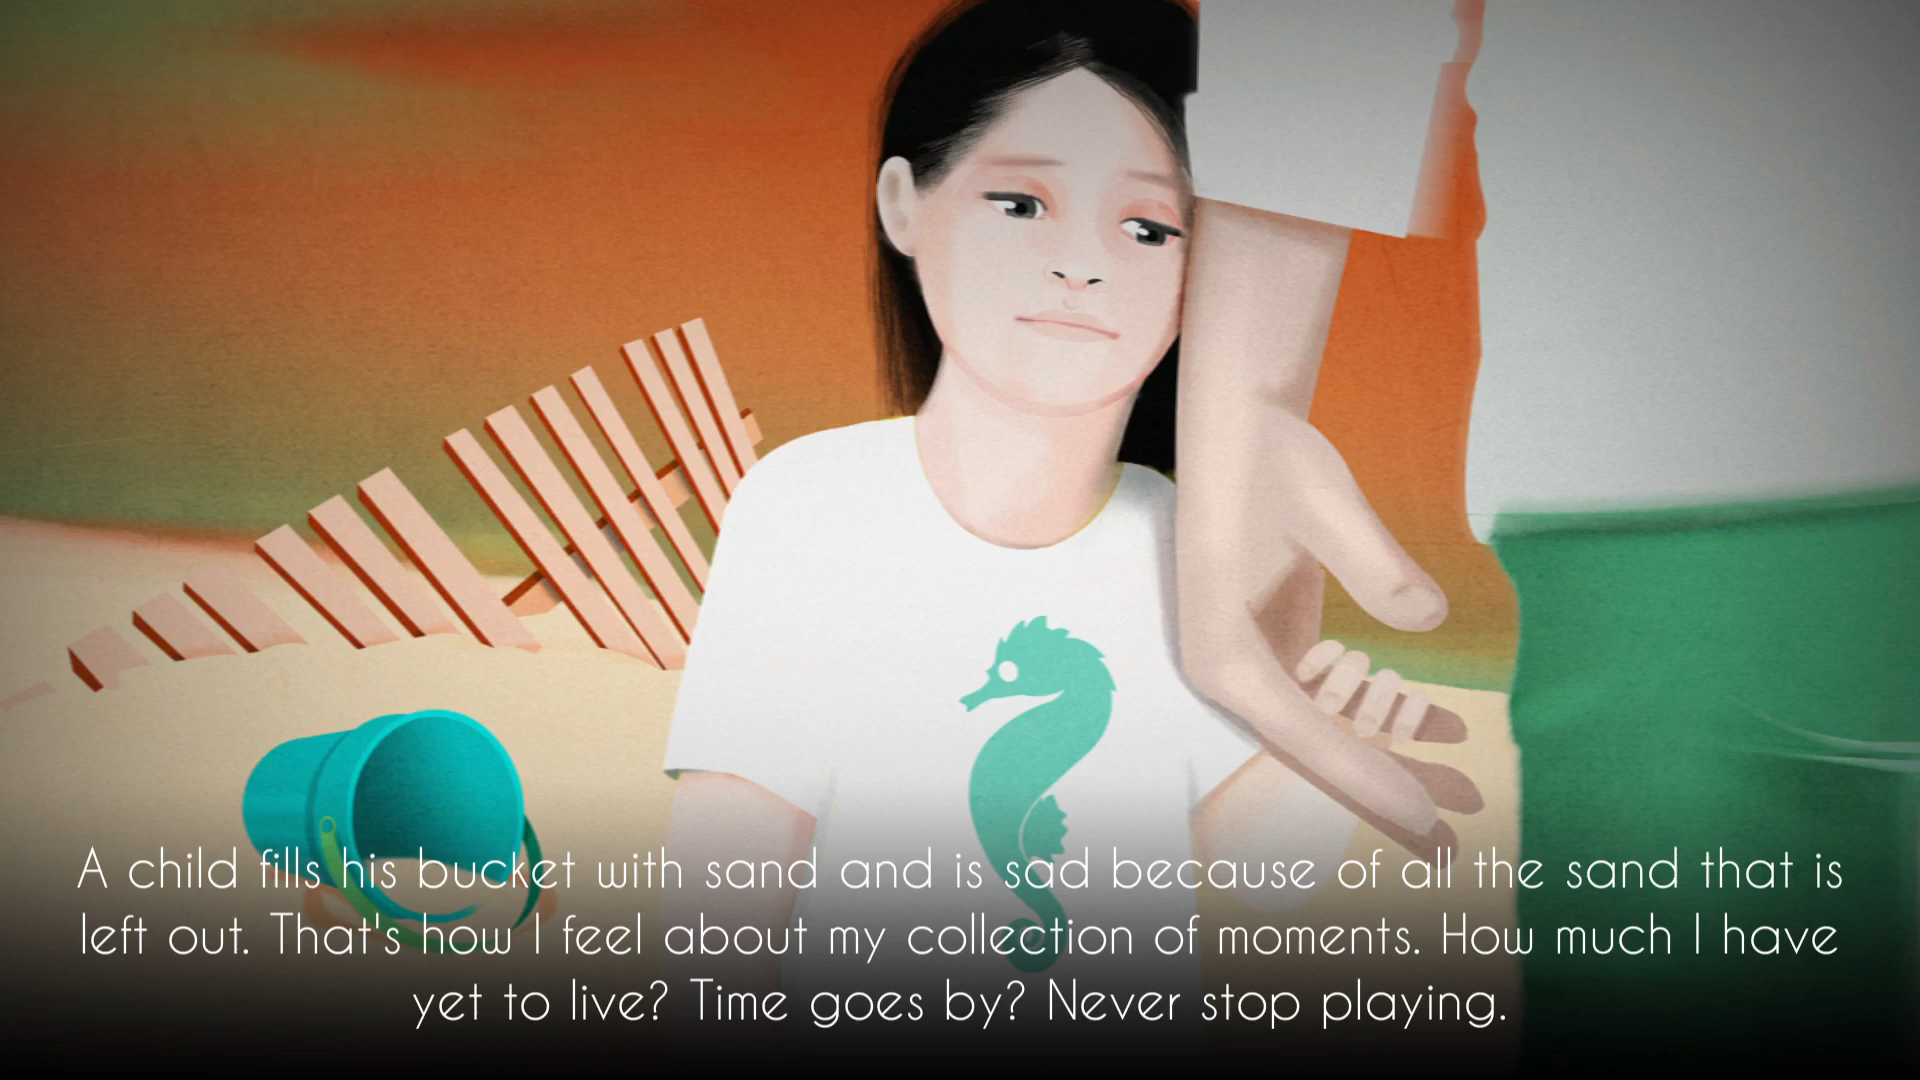 A child fills his bucket with sand and is sad because of all the sand that is
left out. That's how I feel about my collection of moments. How much I have
yet to live? Time goes by? Never stop playing.